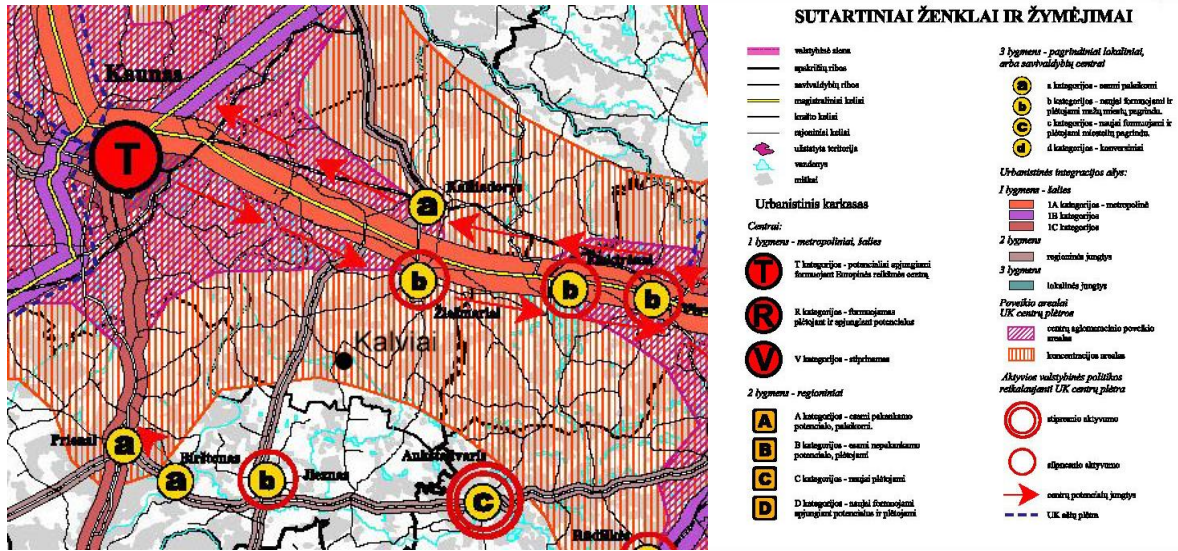 Kaunas
T
Kaišiadorys
a
Elektrėnai
b
b
b
Žiežmariai
Kalviai
Prienai
a
Birštonas
a
b
Jieznas
Aukštadvaris
c
SUTARTINIAI ŽENKLAI IR ŽYMĖJIMAI
valstybinė siena
apskričių ribos
savivaldybių ribos
magistraliniai keliai
krašto keliai
rajoniniai keliai
užstatyta teritorija
vandenys
miškai
Urbanistinis karkasas
Centrai:
1 lygmens - metropoliniai, šalies
T
T kategorijos - potencialiai apjungiami
formuojant Europinės reikšmės centrą
R
R kategorijos - formuojamas
plėtojant ir apjungiant potencialus
V
V kategorijos - stiprinamas
2 lygmens - regioniniai
A
A kategorijos - esami pakankamo
potencialo, palaikomi.
B
B kategorijos - esami nepakankamo
potencialo, plėtojami
C
C kategorijos - naujai plėtojami
D
D kategorijos - naujai formuojami
apjungiant potencialus ir plėtojami
3 lygmens - pagrindiniai lokaliniai,
arba savivaldybių centrai
a
a kategorijos - esami palaikomi
b
b kategorijos - naujai formuojami ir
plėtojami mažų miestų pagrindu.
c
c kategorijos - naujai formuojami ir
plėtojami miestelių pagrindu.
d
d kategorijos - konversiniai
Urbanistinės integracijos ašys:
1 lygmens - šalies
1A kategorijos - metropolinė
1B kategorijos
1C kategorijos
2 lygmens
regioninės jungtys
3 lygmens
lokalinės jungtys
Poveikio arealai
UK centrų plėtros
centrų aglomeracinio poveikio
arealas
koncentracijos arealas
Aktyvios valstybinės politikos
reikalaujanti UK centrų plėtra
stipresnio aktyvumo
silpnesnio aktyvumo
centrų potencialų jungtys
UK ašių plėtra